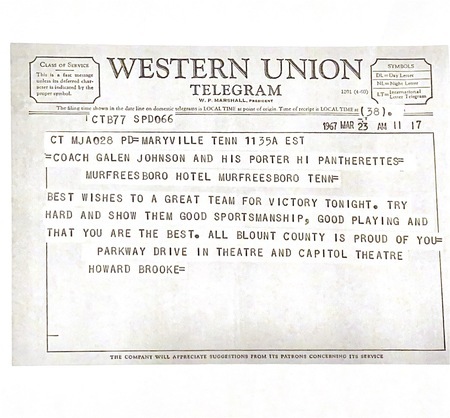 CLASS OF SERVICE
This is a fast message
unless its deferred char-
acter is indicated by the
proper symbol.
WESTERN UNION
TELEGRAM
W. P. MARSHALL, PRESIDENT
1201 (4-60)
SYMBOLS
DL=Day Letter
NL=Night Letter
LT=International Letter Telegram
The filing time shown in the date line on domestic telegrams is LOCAL TIME at point of origin. Time of receipt is LOCAL TIME at point of destination
(38).
CTB77 SPD066
1967 MAR 23 AM 11 17
CT MJA028 PD=MARYVILLE TENN 1135A EST
=COACH GALEN JOHNSON AND HIS PORTER HI PANTHERETTES=
MURFREESBORO HOTEL MURFREESBORO TENN=
BEST WISHES TO A GREAT TEAM FOR VICTORY TONIGHT. TRY
HARD AND SHOW THEM GOOD SPORTSMANSHIP, GOOD PLAYING AND
THAT YOU ARE THE BEST. ALL BLOUNT COUNTY IS PROUD OF YOU=
PARKWAY DRIVE IN THEATRE AND CAPITOL THEATRE
HOWARD BROOKE=
THE COMPANY WILL APPRECIATE SUGGESTIONS FROM ITS PATRONS CONCERNING ITS SERVICE